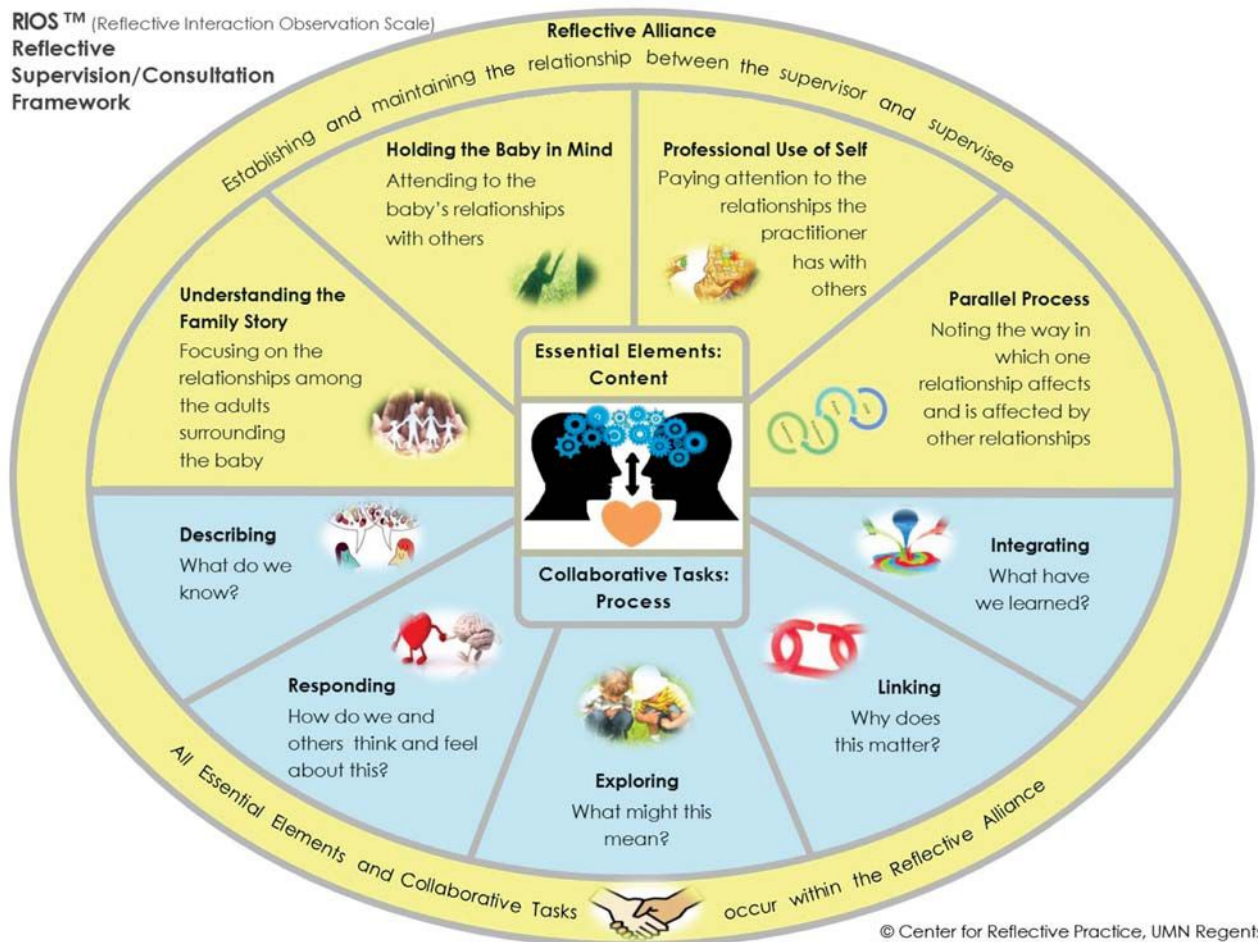 RIOS™ (Reflective Interaction Observation Scale)
Reflective
Supervision/Consultation
Framework
Reflective Alliance
Establishing and maintaining the relationship between the supervisor and supervisee
Holding the Baby in Mind
Attending to the
baby's relationships
with others
Professional Use of Self
Paying attention to the
relationships the
practitioner
has with
others
Understanding the
Family Story
Focusing on the
relationships among
the adults
surrounding
the baby
Parallel Process
Noting the way in
which one
relationship affects
and is affected by
other relationships
Essential Elements:
Content
Collaborative Tasks:
Process
Describing
What do we
know?
Responding
How do we and
others think and feel
about this?
Exploring
What might this
mean?
Linking
Why does
this matter?
Integrating
What have
we learned?
All Essential Elements and Collaborative Tasks occur within the Reflective Alliance
© Center for Reflective Practice, UMN Regents